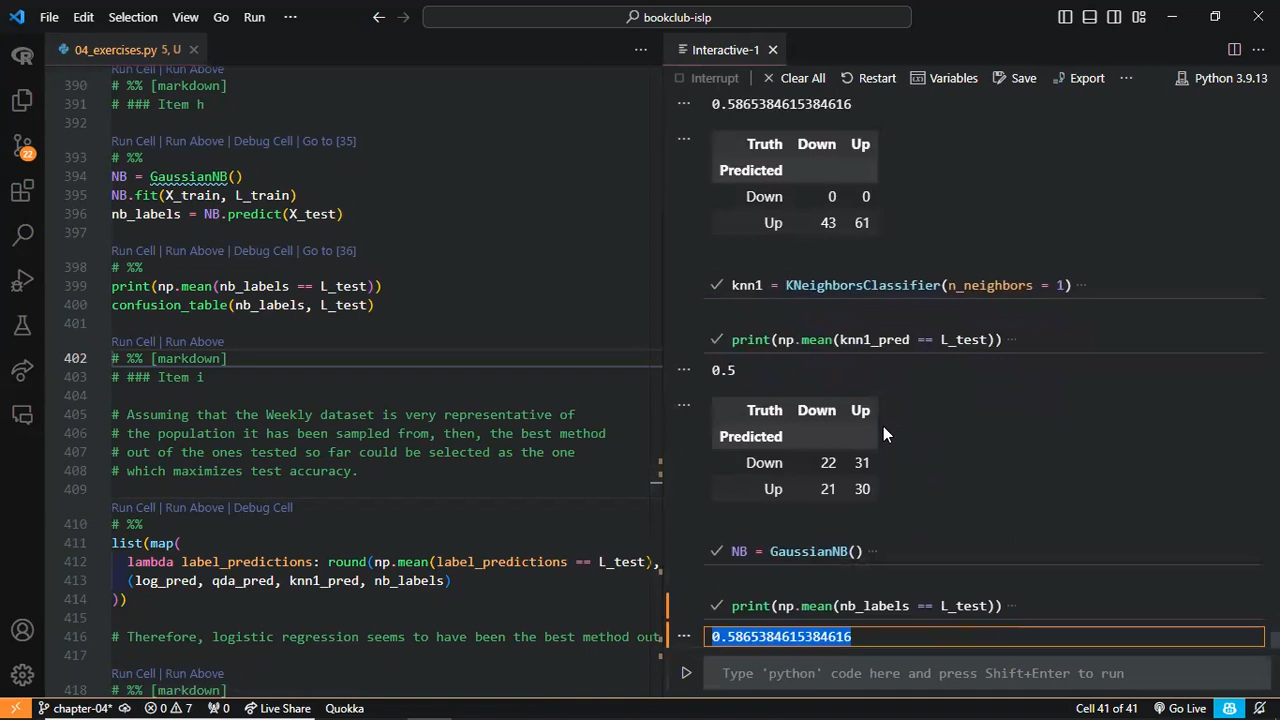 File Edit Selection View Go Run ··· bookclub-islp
04_exercises.py 5, U
Run Cell | Run Above
390 # %% [markdown]
391 # ### Item h
392
Run Cell | Run Above | Debug Cell | Go to [35]
393 # %%
394 NB = GaussianNB()
395 NB.fit(X_train, L_train)
396 nb_labels = NB.predict(X_test)
397
Run Cell | Run Above | Debug Cell | Go to [36]
398 # %%
399 print(np.mean(nb_labels == L_test))
400 confusion_table(nb_labels, L_test)
401
Run Cell | Run Above
402 # %% [markdown]
403 # ### Item i
404
405 # Assuming that the Weekly dataset is very representative of
406 # the population it has been sampled from, then, the best method
407 # out of the ones tested so far could be selected as the one
408 # which maximizes test accuracy.
409
Run Cell | Run Above | Debug Cell
410 # %%
411 list(map(
412 lambda label_predictions: round(np.mean(label_predictions == L_test),
413 (log_pred, qda_pred, knn1_pred, nb_labels)
414 ))
415
416 # Therefore, logistic regression seems to have been the best method out
417
Run Cell | Run Above
418 # %% [markdown]
Interactive-1
Interrupt Clear All Restart Variables Save Export ··· Python 3.9.13
0.5865384615384616
Truth Down Up
Predicted
Down 0 0
Up 43 61
knn1 = KNeighborsClassifier(n_neighbors = 1) ···
print(np.mean(knn1_pred == L_test)) ···
0.5
Truth Down Up
Predicted
Down 22 31
Up 21 30
NB = GaussianNB() ···
print(np.mean(nb_labels == L_test)) ···
0.5865384615384616
Type 'python' code here and press Shift+Enter to run
22
chapter-04* 0 7 0 Live Share Quokka Cell 41 of 41 Go Live